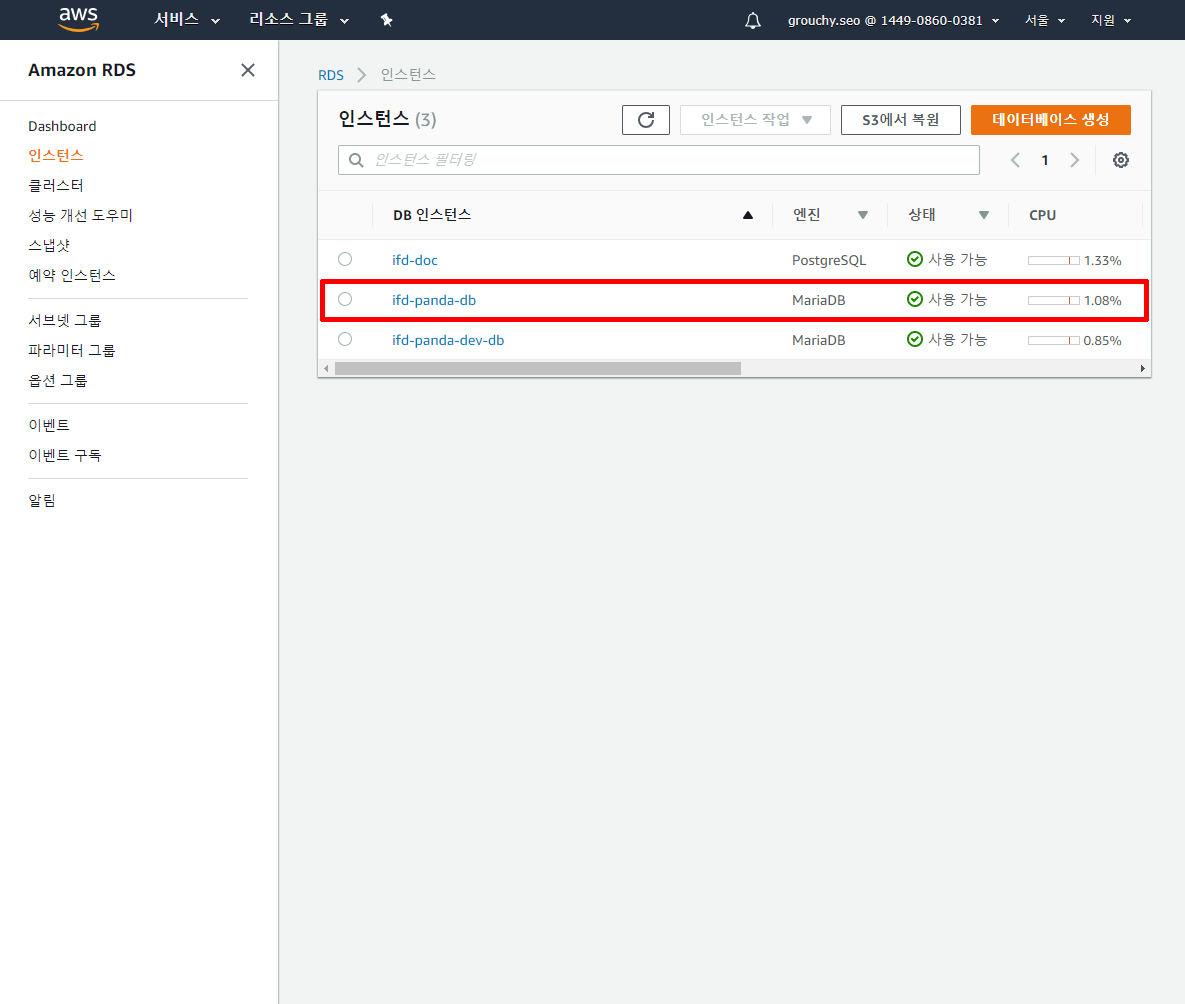 aws 서비스 리소스 그룹 grouchy.seo @ 1449-0860-0381 서울 지원
Amazon RDS
Dashboard
인스턴스
클러스터
성능 개선 도우미
스냅샷
예약 인스턴스
서브넷 그룹
파라미터 그룹
옵션 그룹
이벤트
이벤트 구독
알림
RDS 인스턴스
인스턴스 (3) 인스턴스 작업 S3에서 복원 데이터베이스 생성
인스턴스 필터링 1
DB 인스턴스 엔진 상태 CPU
ifd-doc PostgreSQL 사용 가능 1.33%
ifd-panda-db MariaDB 사용 가능 1.08%
ifd-panda-dev-db MariaDB 사용 가능 0.85%